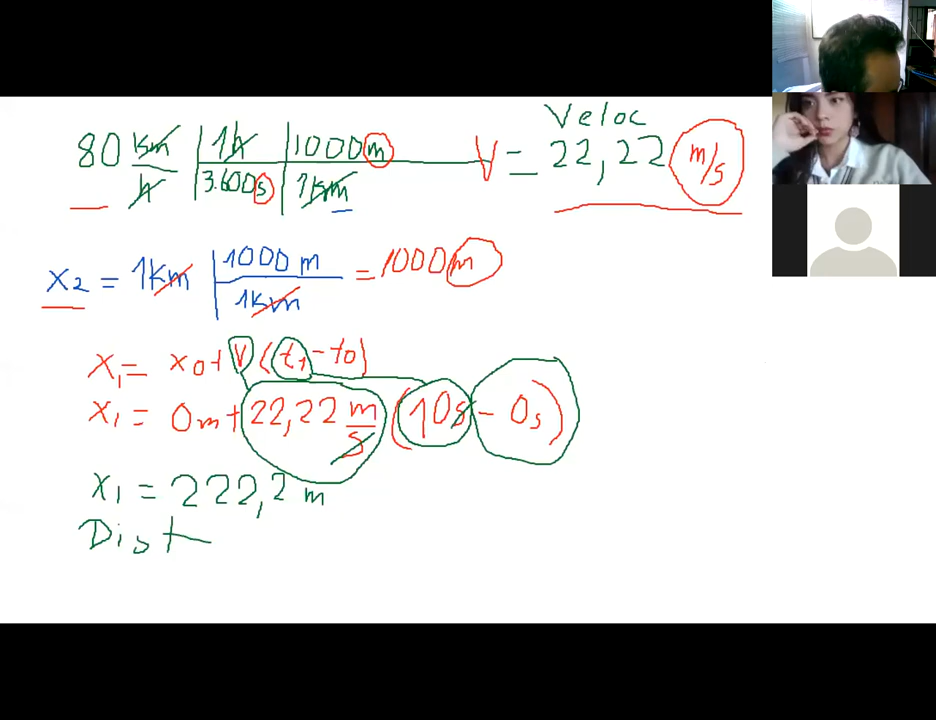 Veloc
80 km/h | 1h/3.600s | 1000m/1km V = 22,22 m/s
x2 = 1km | 1000 m/1km = 1000m
x1 = x0 + V (t1 - t0)
x1 = 0m + 22,22 m/s (10s - 0s)
x1 = 222,2 m
Dist